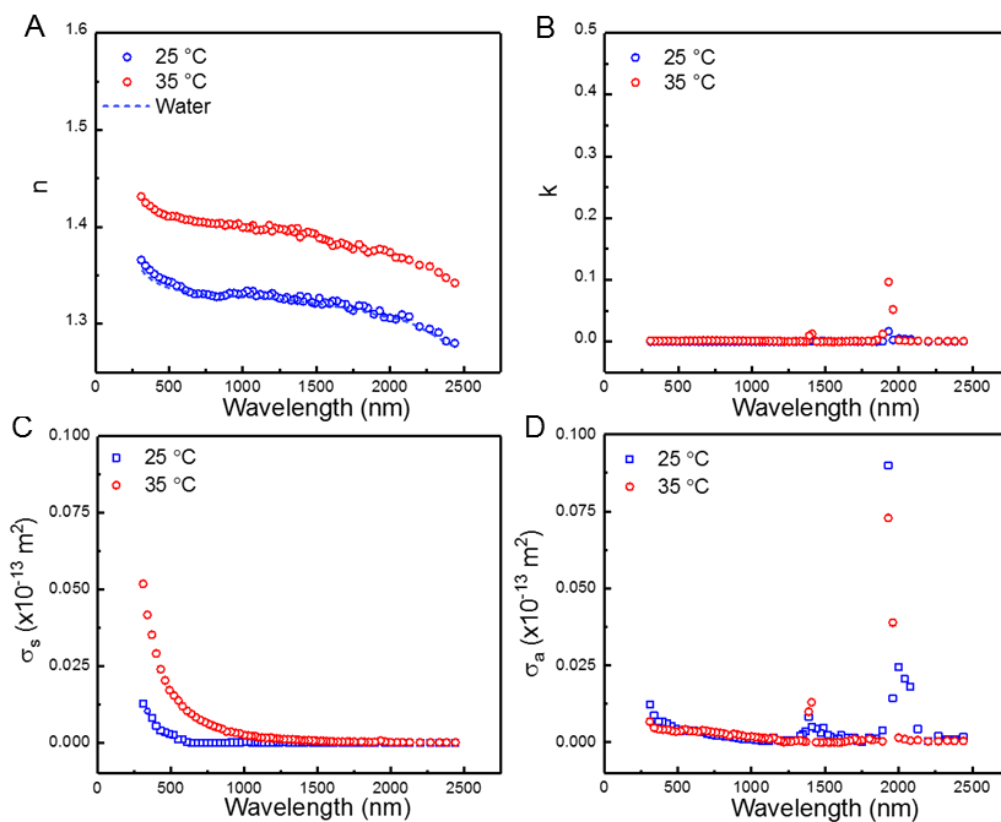 A
1.6
1.5
1.4
1.3
n
25 °C
35 °C
Water
0 500 1000 1500 2000 2500
Wavelength (nm)
B
0.5
0.4
0.3
0.2
0.1
0.0
k
25 °C
35 °C
0 500 1000 1500 2000 2500
Wavelength (nm)
C
0.100
0.075
0.050
0.025
0.000
σs (x10⁻¹³ m²)
25 °C
35 °C
0 500 1000 1500 2000 2500
Wavelength (nm)
D
0.100
0.075
0.050
0.025
0.000
σa (x10⁻¹³ m²)
25 °C
35 °C
0 500 1000 1500 2000 2500
Wavelength (nm)